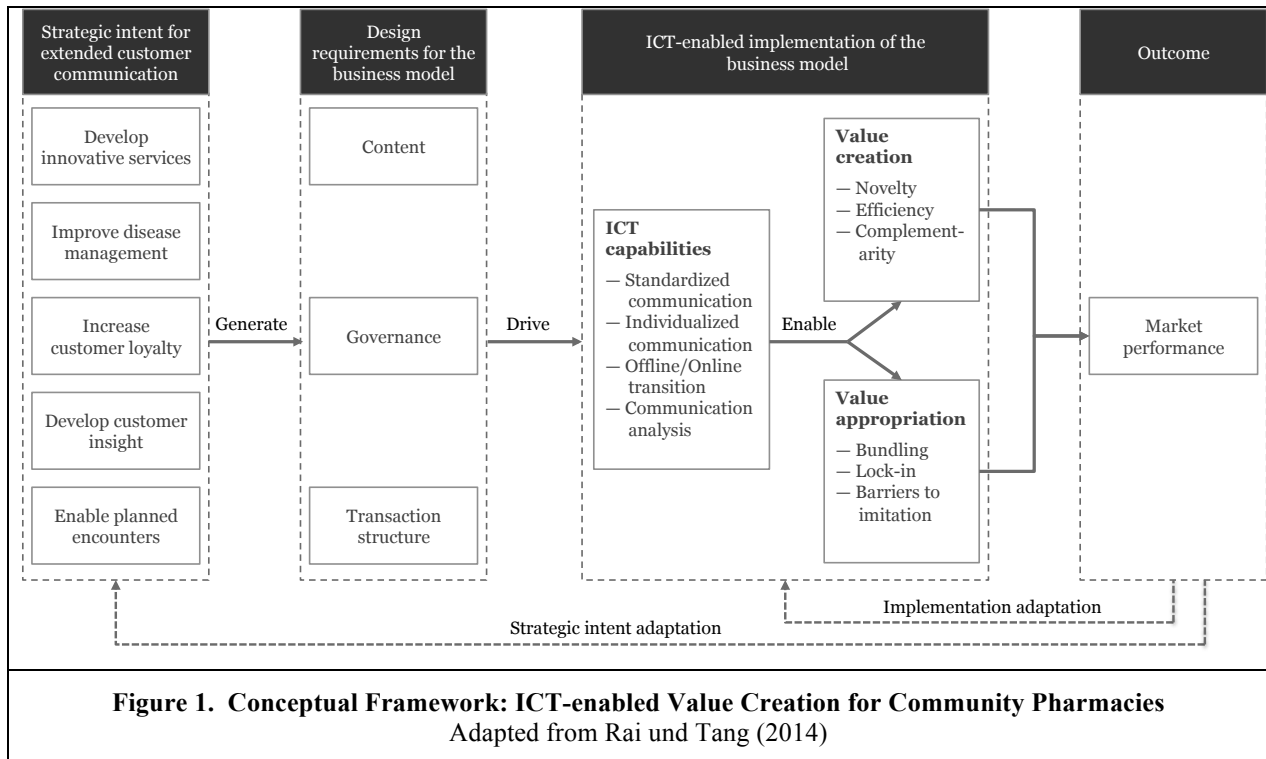 Strategic intent for
extended customer
communication
Design
requirements for the
business model
ICT-enabled implementation of the
business model
Outcome
Develop
innovative services
Improve disease
management
Increase
customer loyalty
Develop customer
insight
Enable planned
encounters
Generate
Content
Governance
Transaction
structure
Drive
ICT
capabilities
— Standardized
communication
— Individualized
communication
— Offline/Online
transition
— Communication
analysis
Enable
Value
creation
— Novelty
— Efficiency
— Complement-
arity
Value
appropriation
— Bundling
— Lock-in
— Barriers to
imitation
Market
performance
Implementation adaptation
Strategic intent adaptation
Figure 1. Conceptual Framework: ICT-enabled Value Creation for Community Pharmacies
Adapted from Rai und Tang (2014)